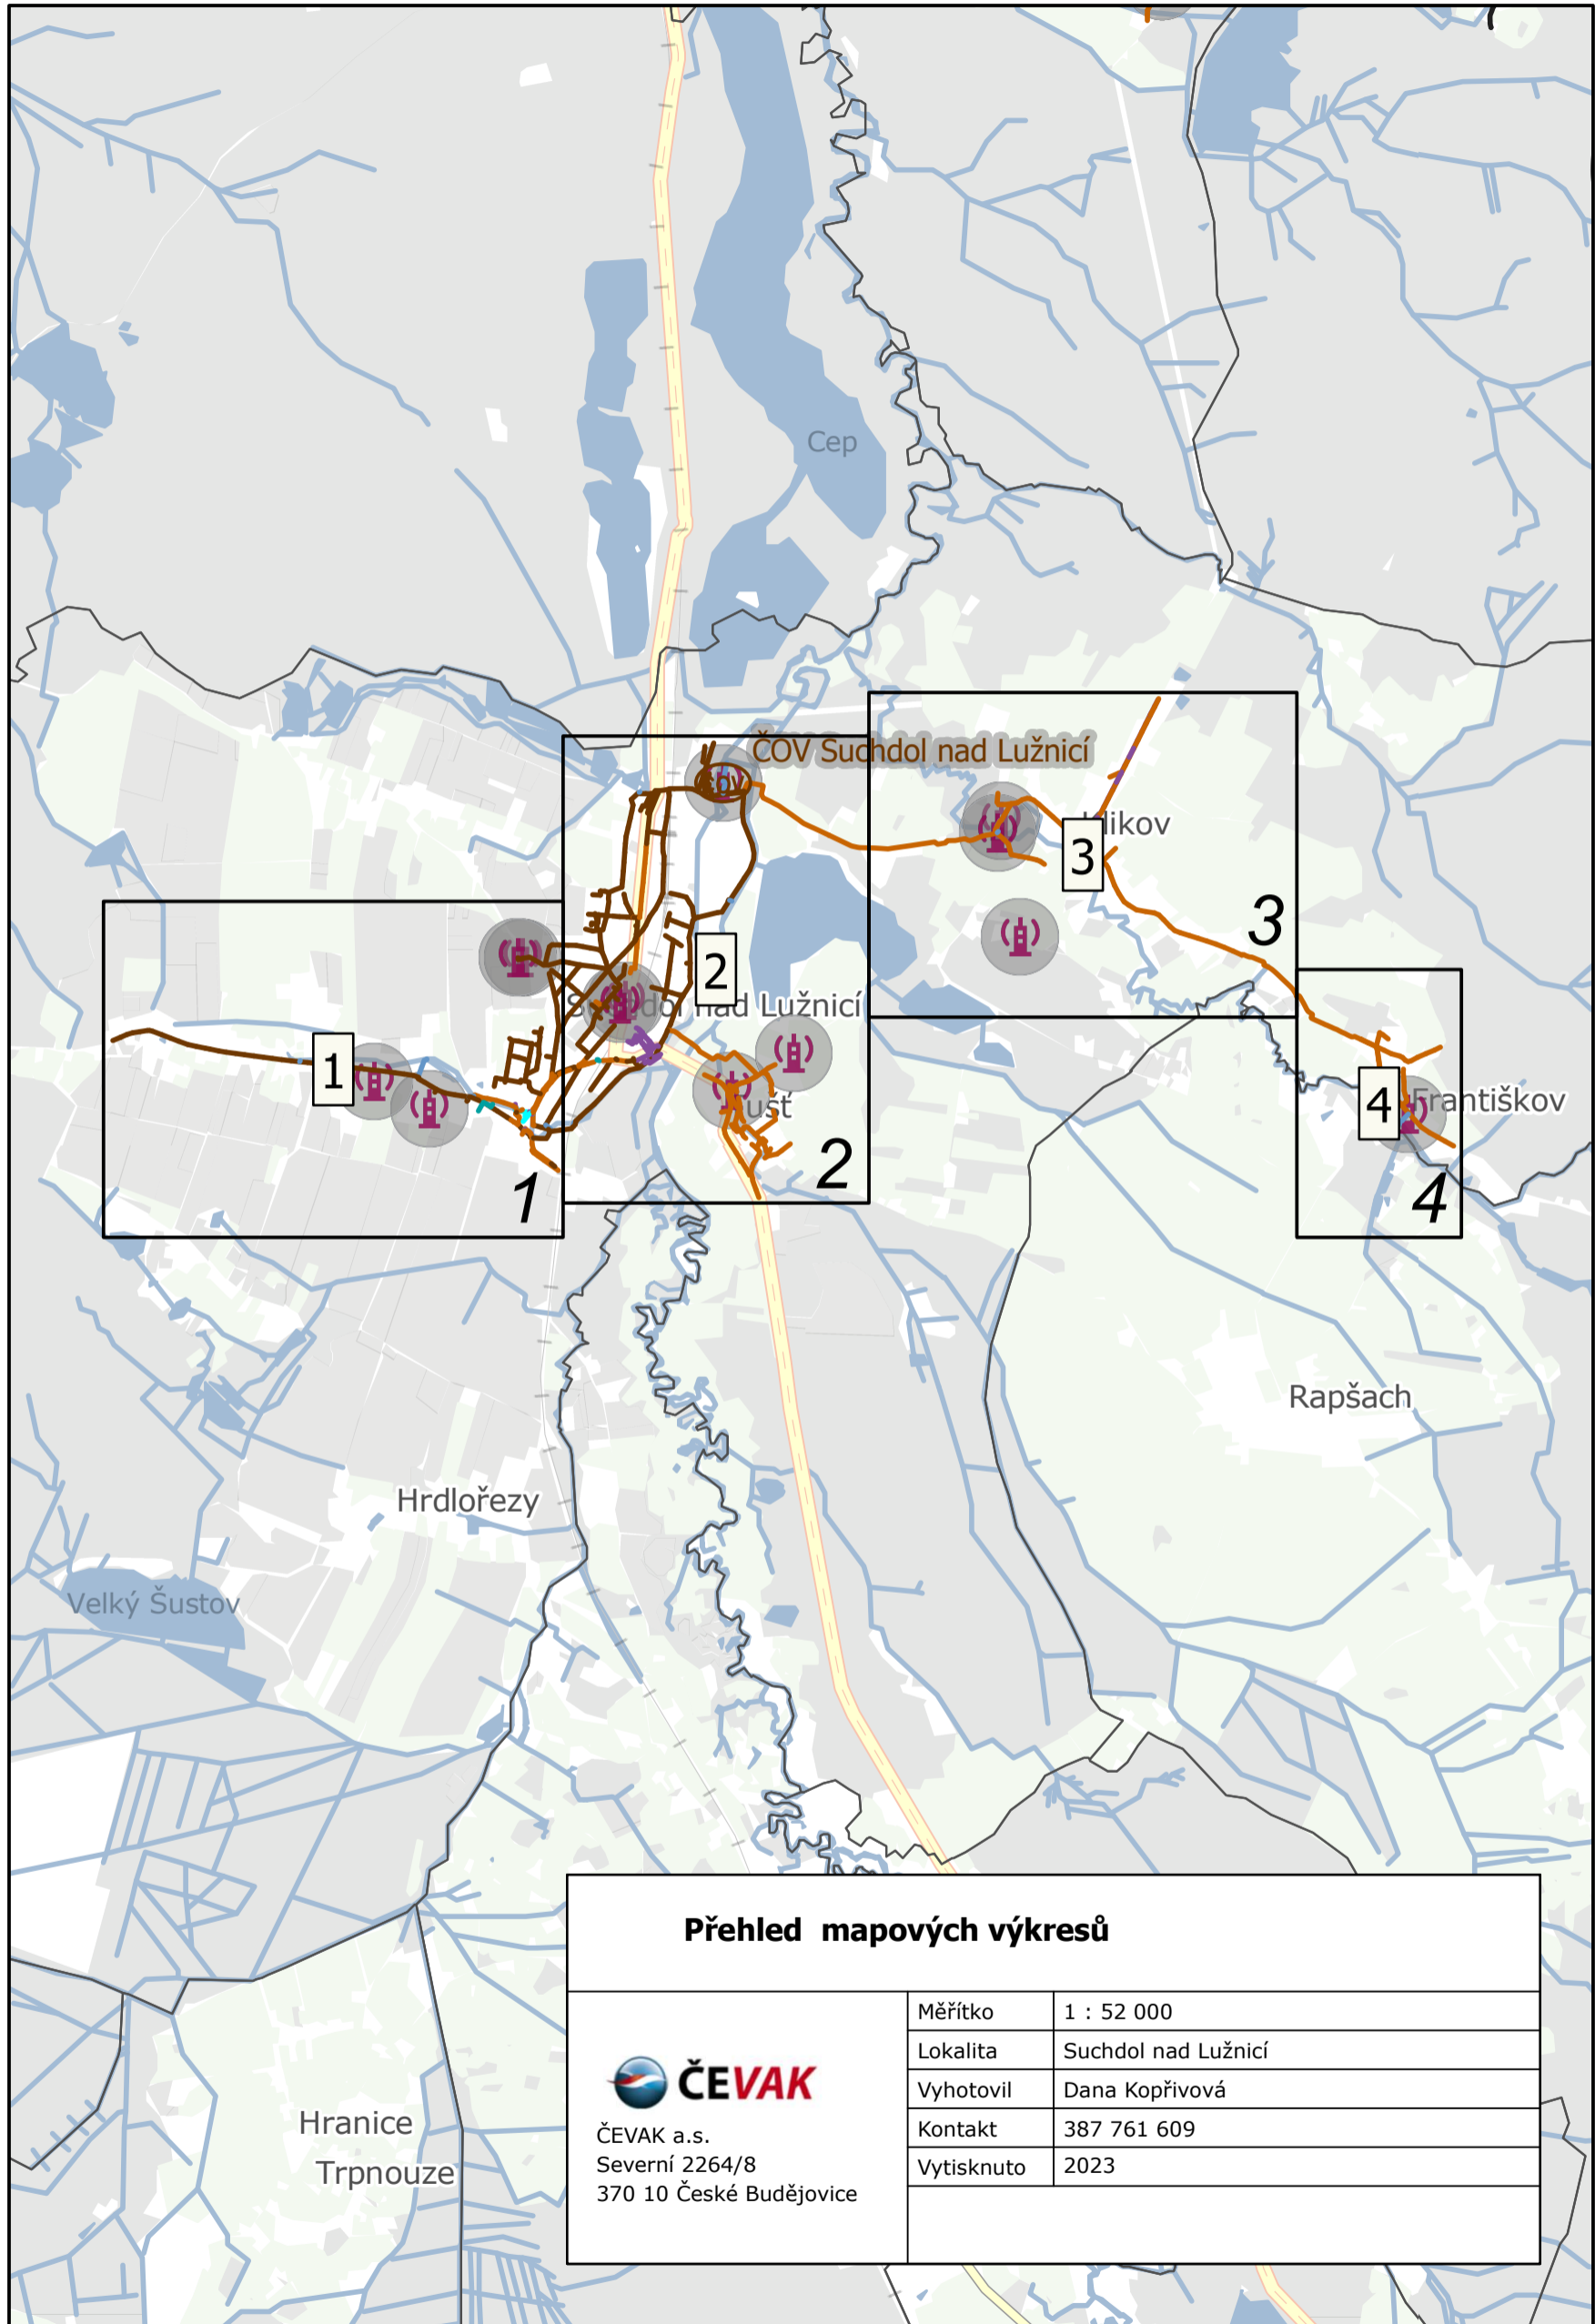 Cep
ČOV Suchdol nad Lužnicí
3
3
2
nad Lužnicí
1
4
Františkov
2
1
4
Rapšach
Hrdlořezy
Velký Šustov
Přehled mapových výkresů
Měřítko 1 : 52 000
Lokalita Suchdol nad Lužnicí
Vyhotovil Dana Kopřivová
Kontakt 387 761 609
Vytisknuto 2023
ČEVAK
ČEVAK a.s.
Severní 2264/8
370 10 České Budějovice
Hranice
Trpnouze